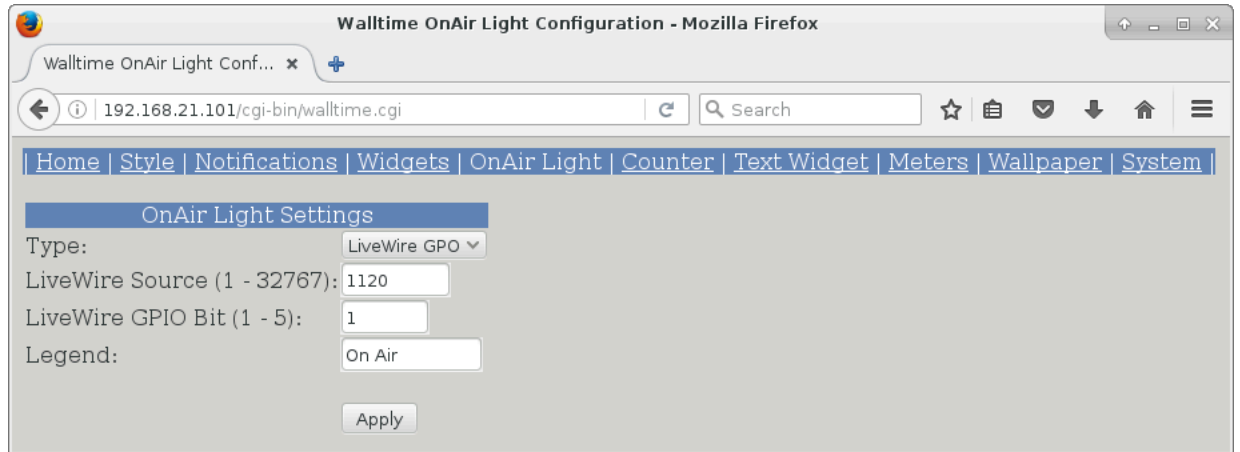 Walltime OnAir Light Configuration - Mozilla Firefox
Walltime OnAir Light Conf...
192.168.21.101/cgi-bin/walltime.cgi Search
| Home | Style | Notifications | Widgets | OnAir Light | Counter | Text Widget | Meters | Wallpaper | System |
OnAir Light Settings
Type: LiveWire GPO
LiveWire Source (1 - 32767): 1120
LiveWire GPIO Bit (1 - 5): 1
Legend: On Air
Apply